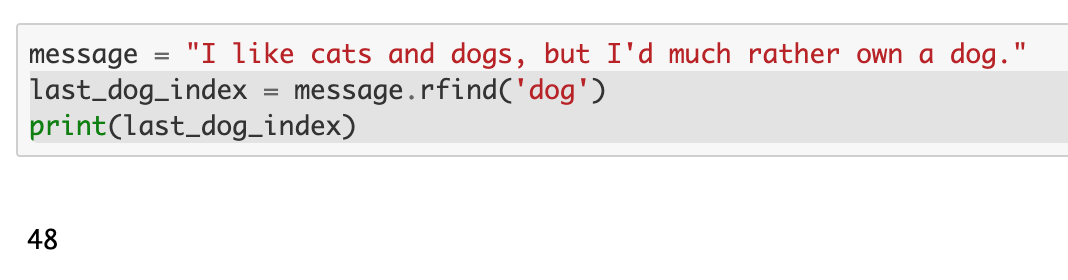 message = "I like cats and dogs, but I'd much rather own a dog."
last_dog_index = message.rfind('dog')
print(last_dog_index)
48